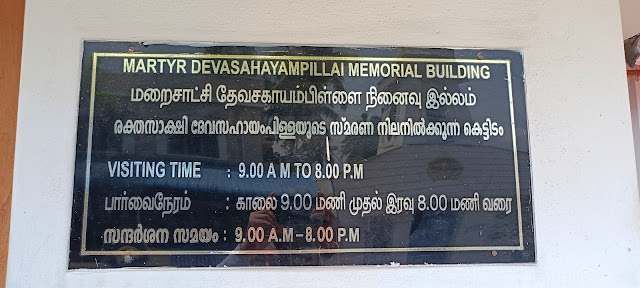 MARTYR DEVASAHAYAMPILLAI MEMORIAL BUILDING
மறைசாட்சி தேவசகாயம்பிள்ளை நினைவு இல்லம்
രക്തസാക്ഷി ദേവസഹായംപിള്ളയുടെ സ്മരണ നിലനിൽക്കുന്ന കെട്ടിടം
VISITING TIME : 9.00 A M TO 8.00 P.M
பார்வைநேரம் : காலை 9.00 மணி முதல் இரவு 8.00 மணி வரை
സന്ദർശന സമയം : 9.00 A.M – 8.00 P.M